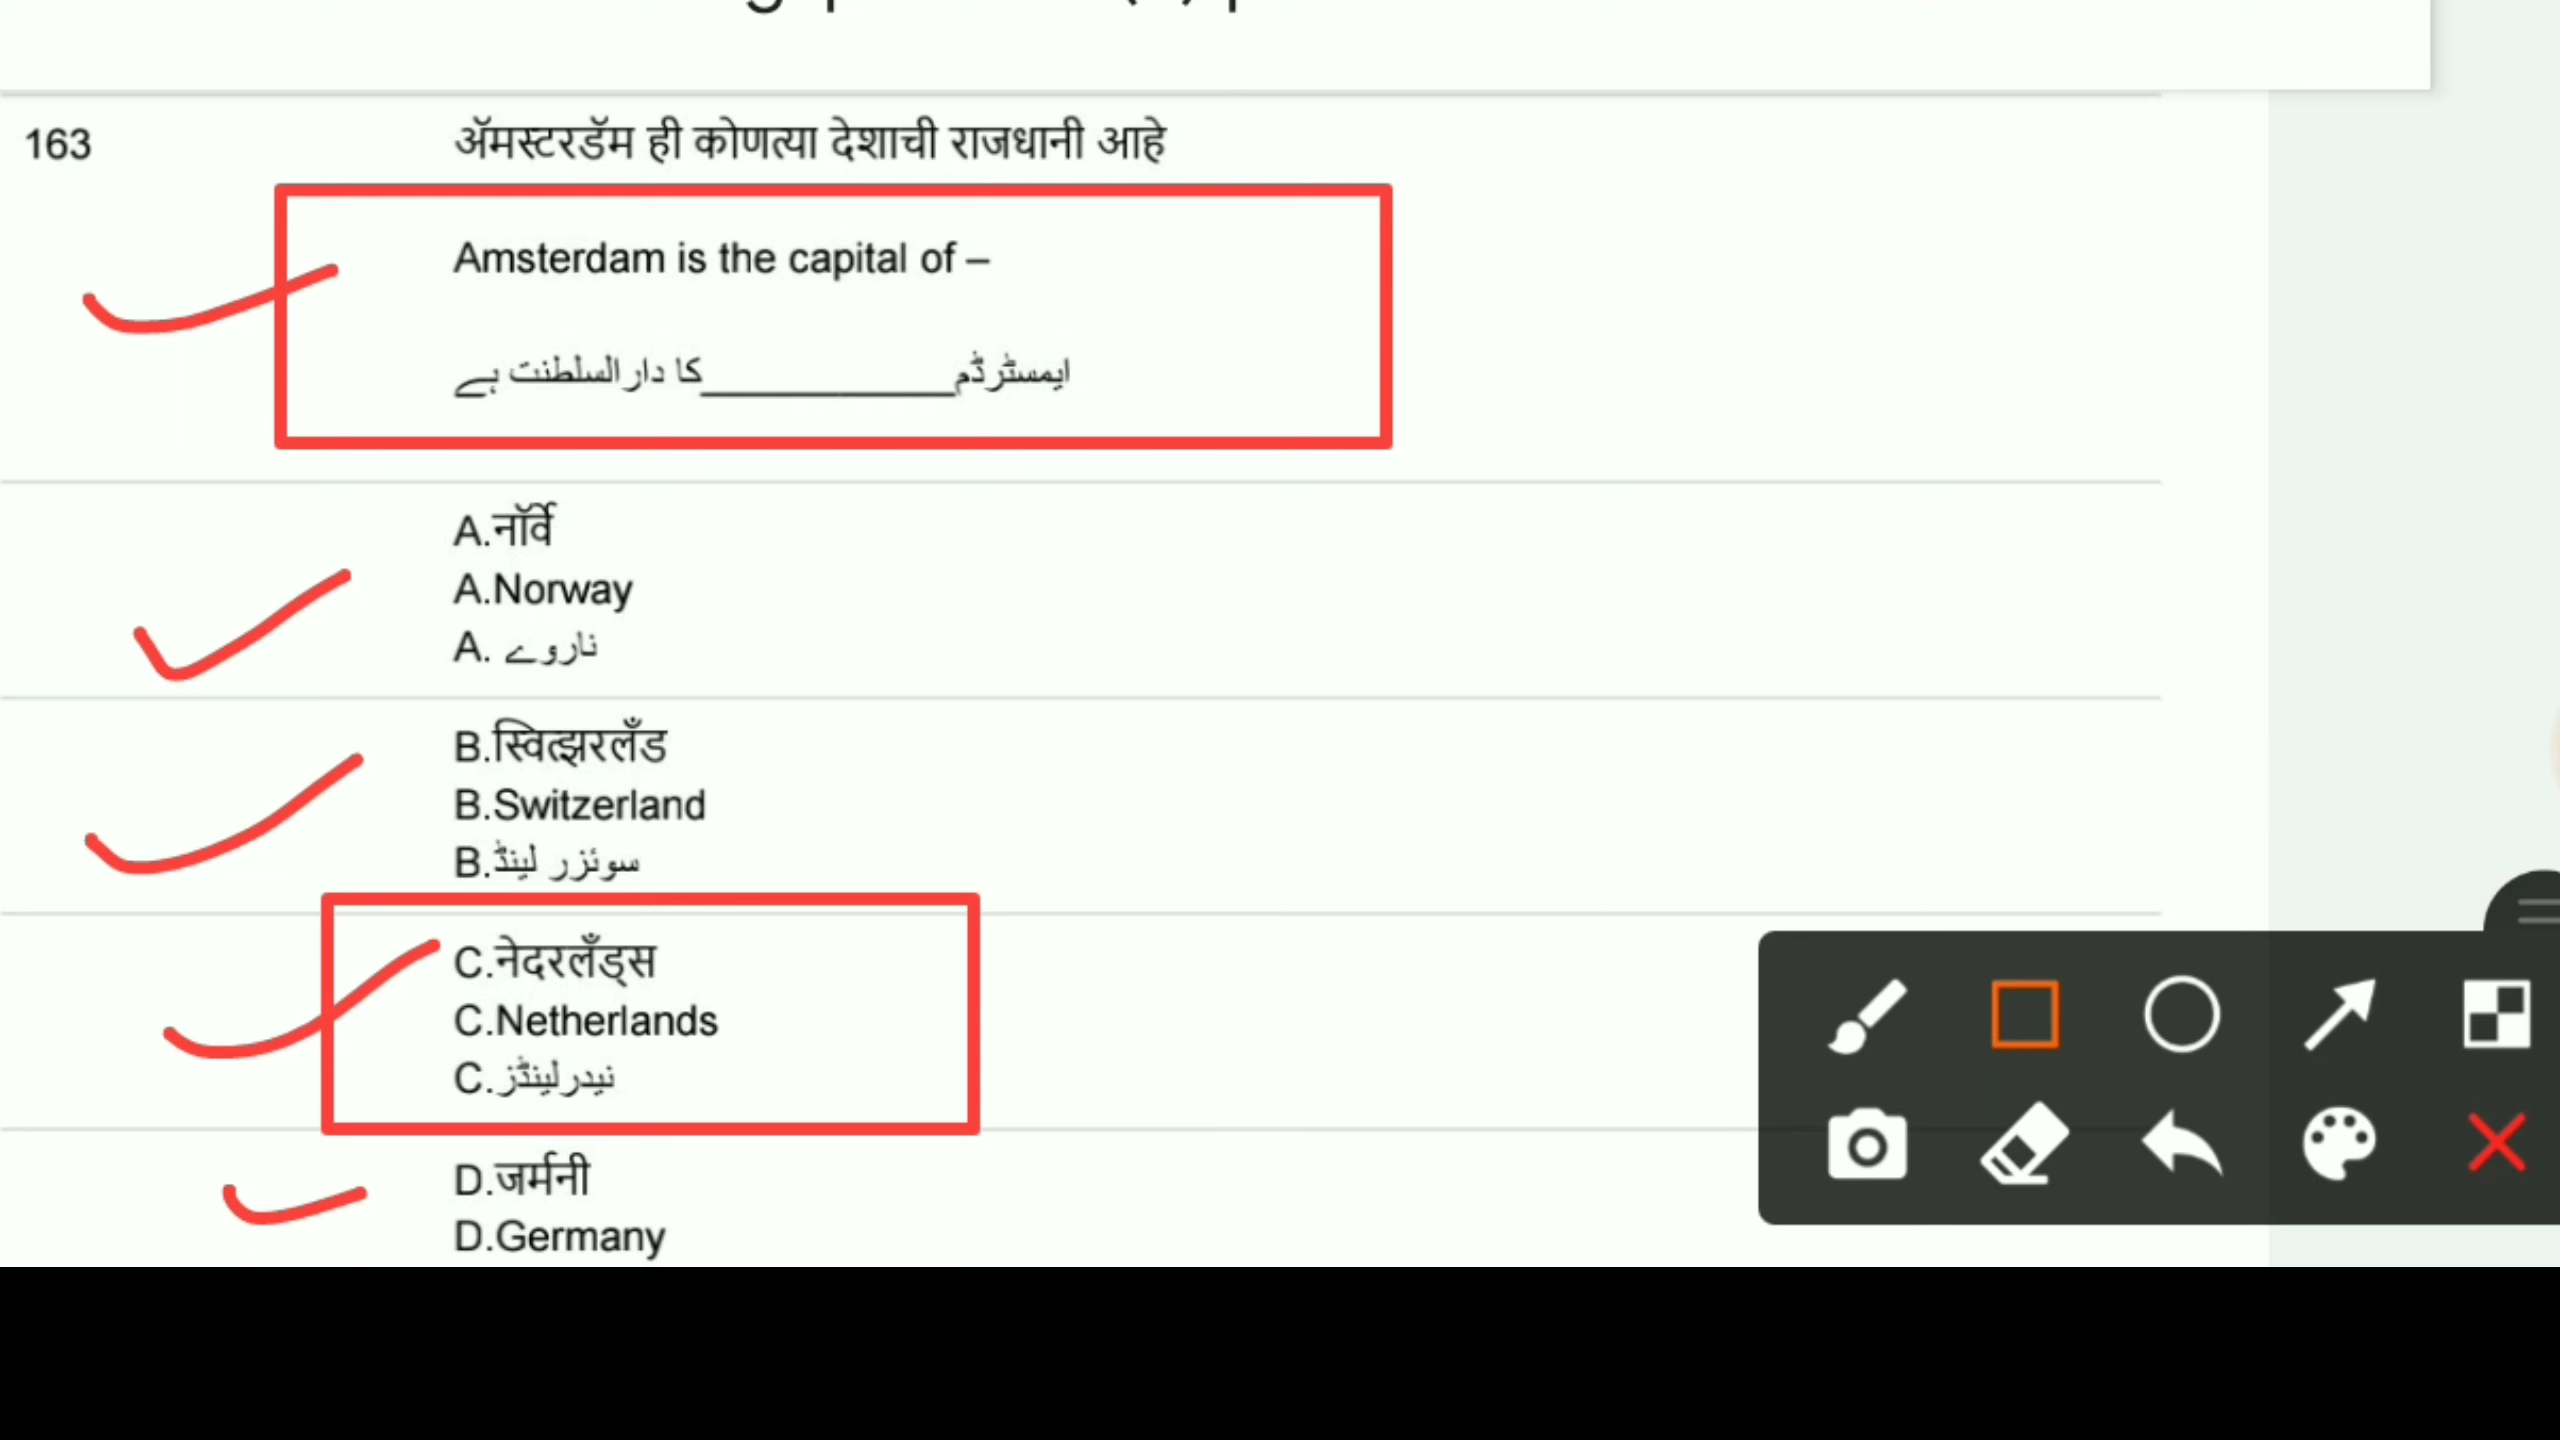 163
ॲमस्टरडॅम ही कोणत्या देशाची राजधानी आहे
Amsterdam is the capital of –
ایمسٹرڈم____________کا دارالسلطنت ہے
A.नॉर्वे
A.Norway
A. ناروے
B.स्वित्झरलँड
B.Switzerland
B.سوئزر لینڈ
C.नेदरलँड्स
C.Netherlands
C.نیدرلینڈز
D.जर्मनी
D.Germany